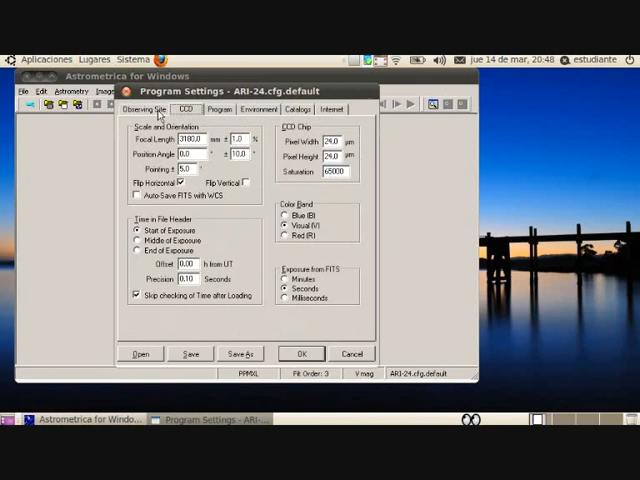 Aplicaciones Lugares Sistema jue 14 de mar, 20:48 estudiante
Astrometrica for Windows
File Edit Astrometry
Program Settings - ARI-24.cfg.default
Observing Site CCD Program Environment Catalogs Internet
Scale and Orientation
Focal Length 3180.0 mm ± 1.0 %
Position Angle 0.0 ° ± 10.0 °
Pointing ± 5.0 '
Flip Horizontal Flip Vertical
Auto-Save FITS with WCS
CCD Chip
Pixel Width 24.0 µm
Pixel Height 24.0 µm
Saturation 65000
Time in File Header
Start of Exposure
Middle of Exposure
End of Exposure
Offset 0.00 h from UT
Precision 0.10 Seconds
Skip checking of Time after Loading
Color Band
Blue (B)
Visual (V)
Red (R)
Exposure from FITS
Minutes
Seconds
Milliseconds
Open Save Save As OK Cancel
PPMXL Fit Order: 3 V mag ARI-24.cfg.default
Astrometrica for Windo... Program Settings - ARI-...